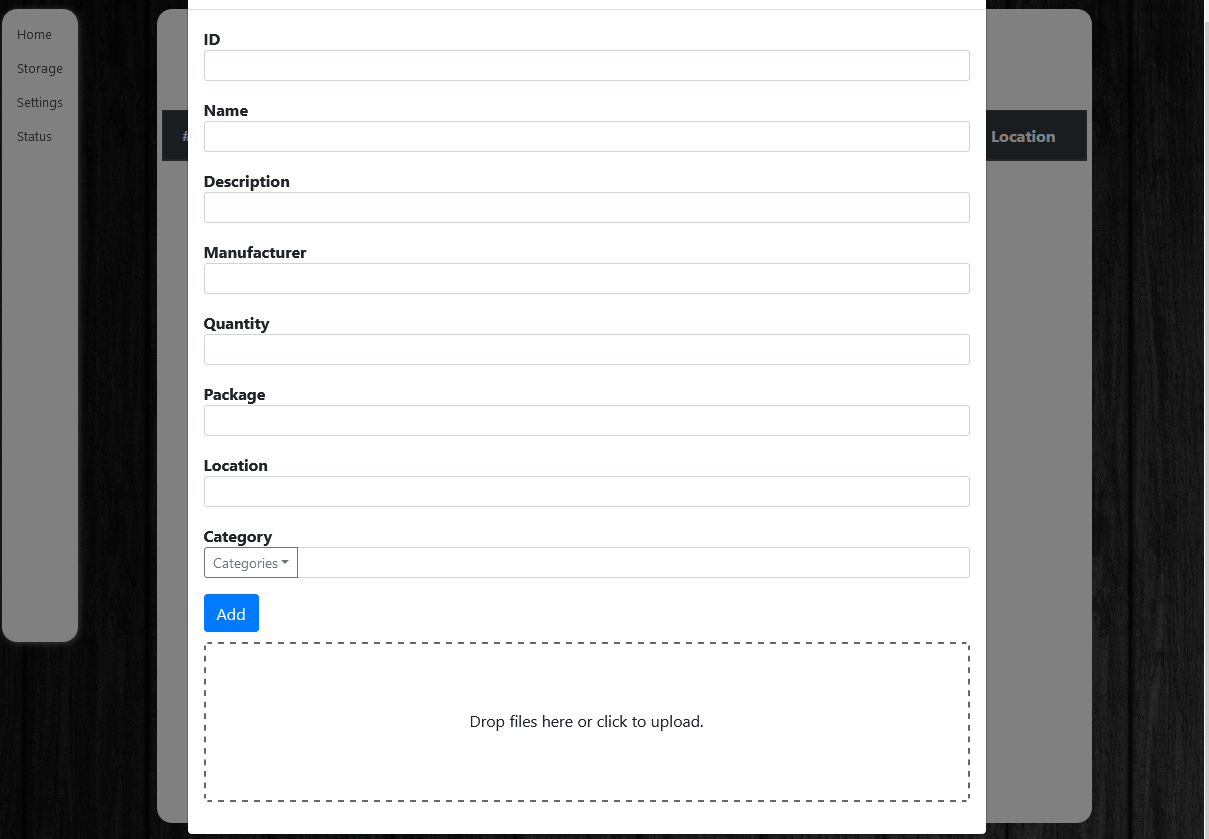 Home
Storage
Settings
Status
#
Location
ID
Name
Description
Manufacturer
Quantity
Package
Location
Category
Categories
Add
Drop files here or click to upload.